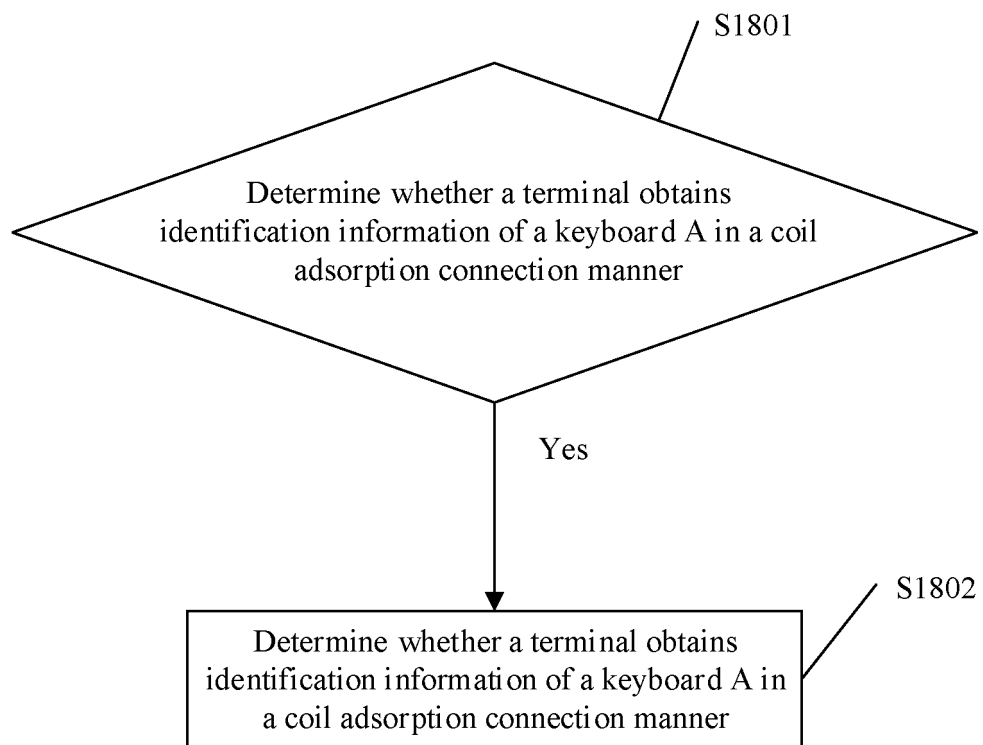 S1801
Determine whether a terminal obtains
identification information of a keyboard A in a coil
adsorption connection manner
Yes
S1802
Determine whether a terminal obtains
identification information of a keyboard A in
a coil adsorption connection manner